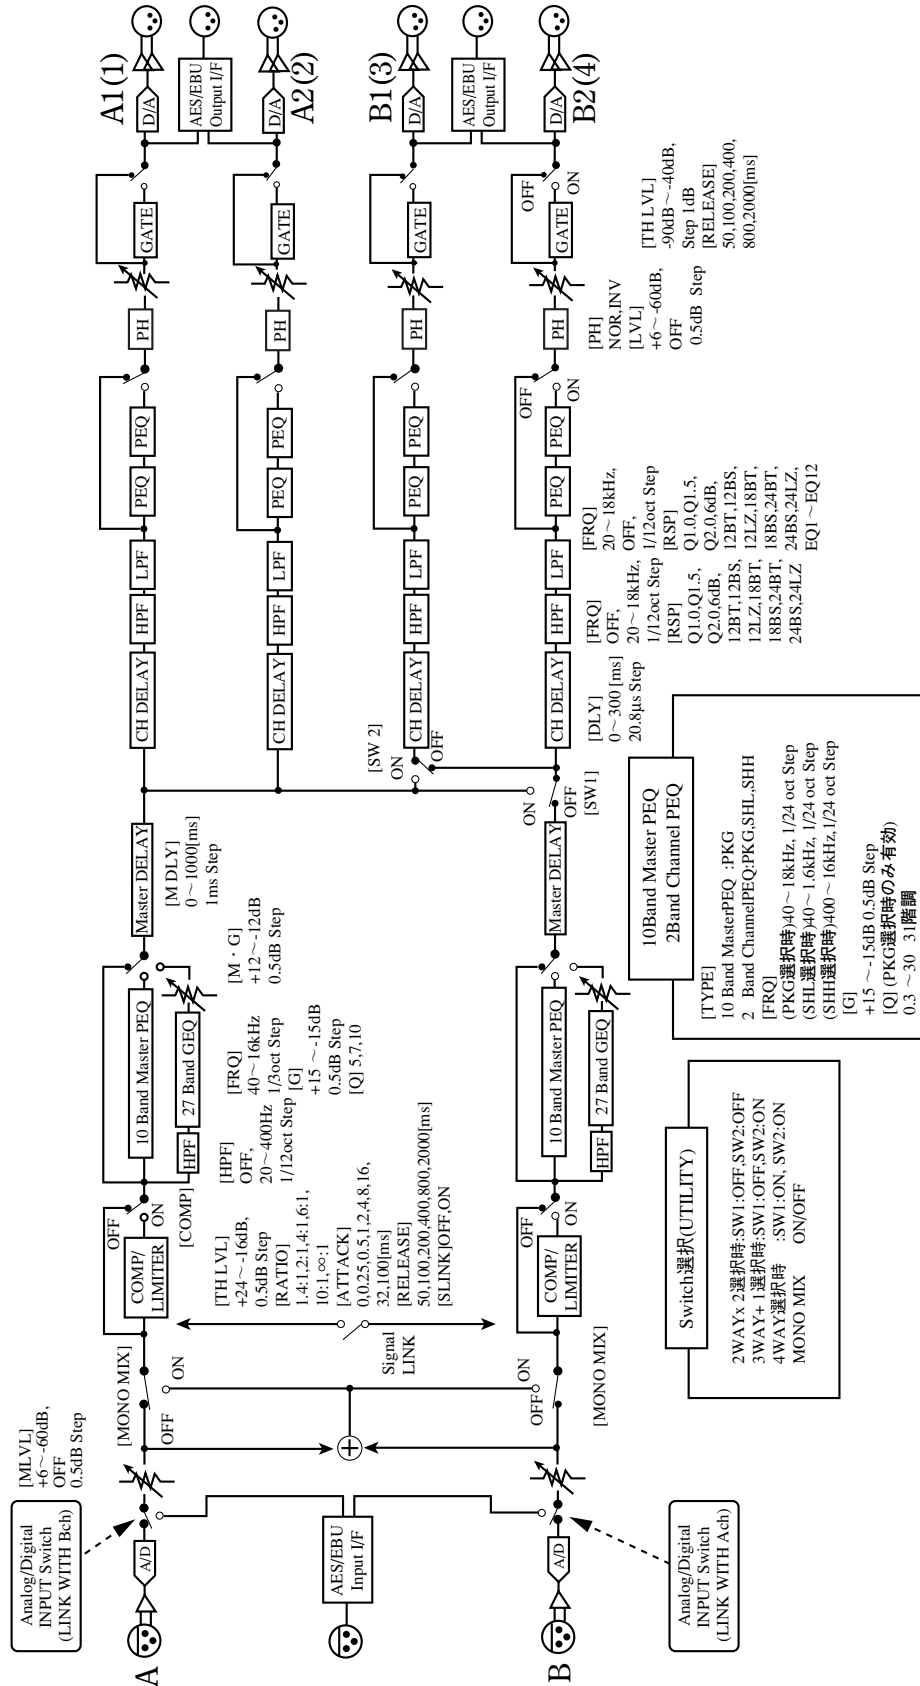 A
Analog/Digital
INPUT Switch
(LINK WITH Bch)
A/D
[MLVL]
+6～-60dB,
OFF
0.5dB Step
[MONO MIX]
OFF
ON
COMP/
LIMITER
OFF
ON
[COMP]
10 Band Master PEQ
HPF
27 Band GEQ
Master DELAY
[M DLY]
0～1000[ms]
1ms Step
[M・G]
+12～-12dB
0.5dB Step
[FRQ]
40～16kHz
1/3oct Step
[G]
+15 ～-15dB
0.5dB Step
[Q] 5,7,10
[HPF]
OFF,
20～400Hz
1/12oct Step
[TH LVL]
+24～-16dB,
0.5dB Step
[RATIO]
1.4:1,2:1,4:1,6:1,
10:1,∞:1
[ATTACK]
0,0.25,0.5,1,2,4,8,16,
32,100[ms]
[RELEASE]
50,100,200,400,800,2000[ms]
[SLINK]OFF,ON
Signal
LINK
AES/EBU
Input I/F
B
A/D
Analog/Digital
INPUT Switch
(LINK WITH Ach)
OFF
ON
[MONO MIX]
COMP/
LIMITER
OFF
ON
10 Band Master PEQ
HPF
27 Band GEQ
Master DELAY
ON
OFF
[SW1]
[SW 2]
ON
OFF
CH DELAY
HPF
LPF
PEQ
PEQ
PH
GATE
D/A
A1(1)
AES/EBU
Output I/F
CH DELAY
HPF
LPF
PEQ
PEQ
PH
GATE
D/A
A2(2)
CH DELAY
HPF
LPF
PEQ
PEQ
PH
GATE
D/A
B1(3)
AES/EBU
Output I/F
CH DELAY
HPF
LPF
PEQ
PEQ
OFF
ON
PH
GATE
OFF
ON
D/A
B2(4)
[DLY]
0～300 [ms]
20.8µs Step
[FRQ]
OFF,
20～18kHz,
1/12oct Step
[RSP]
Q1.0,Q1.5,
Q2.0,6dB,
12BT,12BS,
12LZ,18BT,
18BS,24BT,
24BS,24LZ
[FRQ]
20～18kHz,
OFF,
1/12oct Step
[RSP]
Q1.0,Q1.5,
Q2.0,6dB,
12BT,12BS,
12LZ,18BT,
18BS,24BT,
24BS,24LZ,
EQ1～EQ12
[PH]
NOR,INV
[LVL]
+6～-60dB,
OFF
0.5dB Step
[TH LVL]
-90dB～-40dB,
Step 1dB
[RELEASE]
50,100,200,400,
800,2000[ms]
Switch選択(UTILITY)
2WAYx 2選択時:SW1:OFF,SW2:OFF
3WAY+ 1選択時:SW1:OFF,SW2:ON
4WAY選択時 :SW1:ON, SW2:ON
MONO MIX ON/OFF
10Band Master PEQ
2Band Channel PEQ
[TYPE]
10 Band MasterPEQ :PKG
2 Band ChannelPEQ:PKG,SHL,SHH
[FRQ]
(PKG選択時)40～18kHz, 1/24 oct Step
(SHL選択時)40～1.6kHz, 1/24 oct Step
(SHH選択時)400～16kHz,1/24 oct Step
[G]
+15 ～-15dB 0.5dB Step
[Q] (PKG選択時のみ有効)
0.3 ～30 31階調